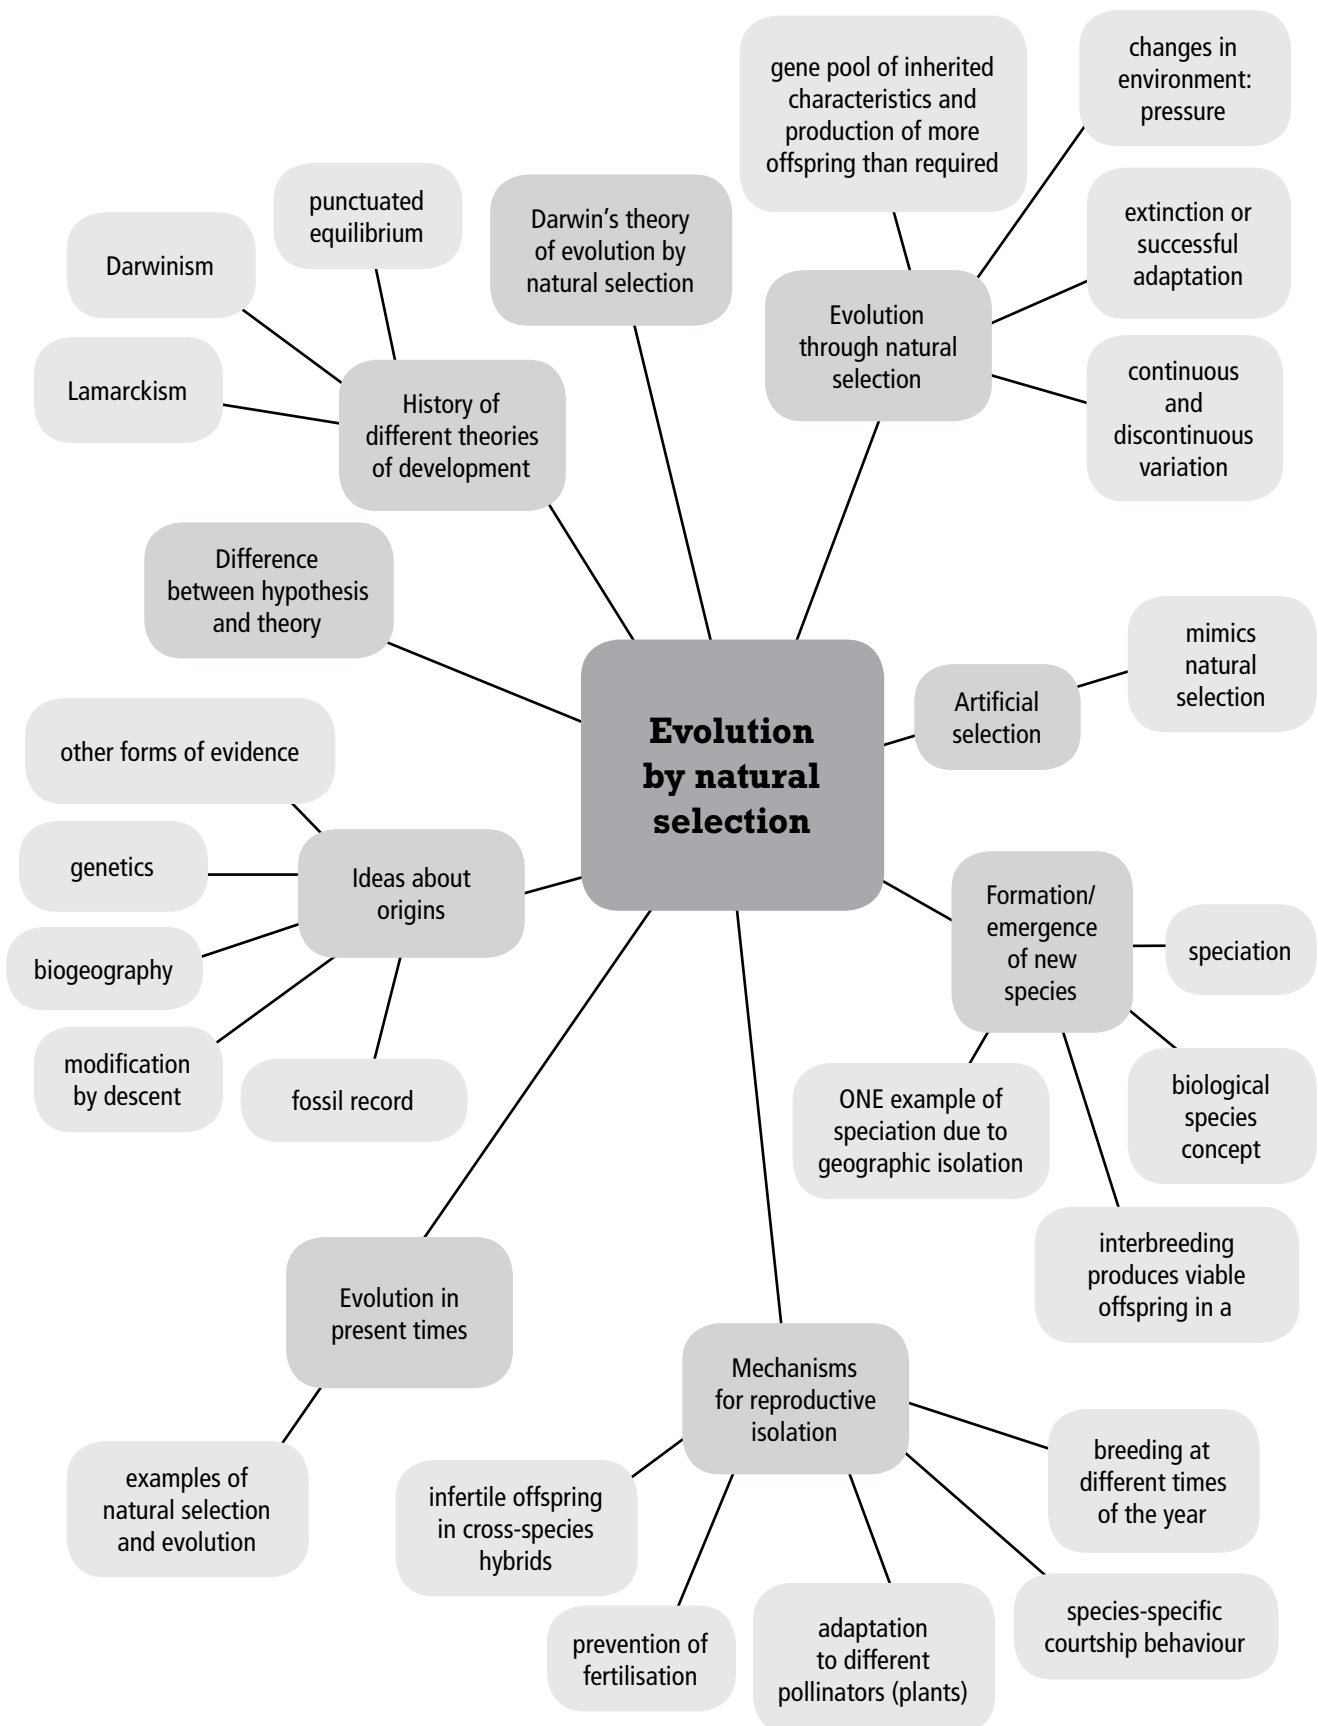 gene pool of inherited
characteristics and
production of more
offspring than required
changes in
environment:
pressure
punctuated
equilibrium
Darwin’s theory
of evolution by
natural selection
extinction or
successful
adaptation
Darwinism
Evolution
through natural
selection
continuous
and
discontinuous
variation
Lamarckism
History of
different theories
of development
Difference
between hypothesis
and theory
mimics
natural
selection
Artificial
selection
Evolution
by natural
selection
other forms of evidence
genetics
Ideas about
origins
biogeography
modification
by descent
fossil record
Formation/
emergence
of new
species
speciation
ONE example of
speciation due to
geographic isolation
biological
species
concept
interbreeding
produces viable
offspring in a
Evolution in
present times
examples of
natural selection
and evolution
Mechanisms
for reproductive
isolation
infertile offspring
in cross-species
hybrids
prevention of
fertilisation
adaptation
to different
pollinators (plants)
breeding at
different times
of the year
species-specific
courtship behaviour